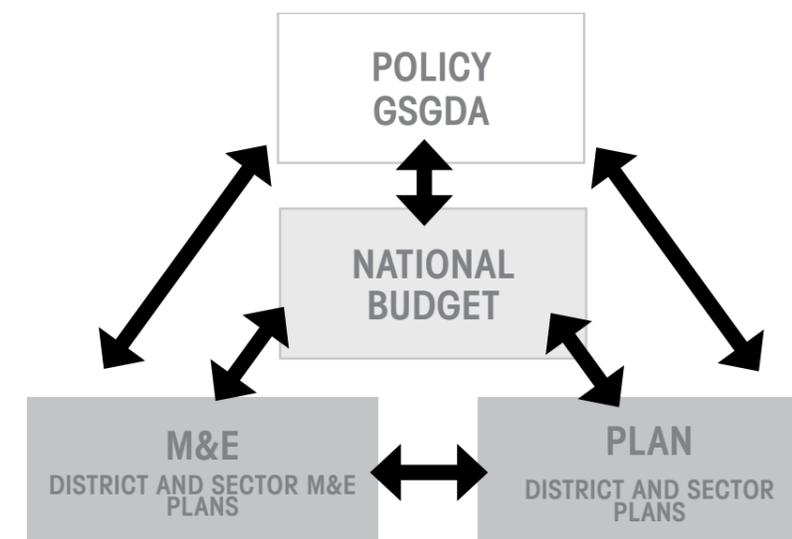 POLICY
GSGDA
NATIONAL
BUDGET
M&E
DISTRICT AND SECTOR M&E
PLANS
PLAN
DISTRICT AND SECTOR
PLANS